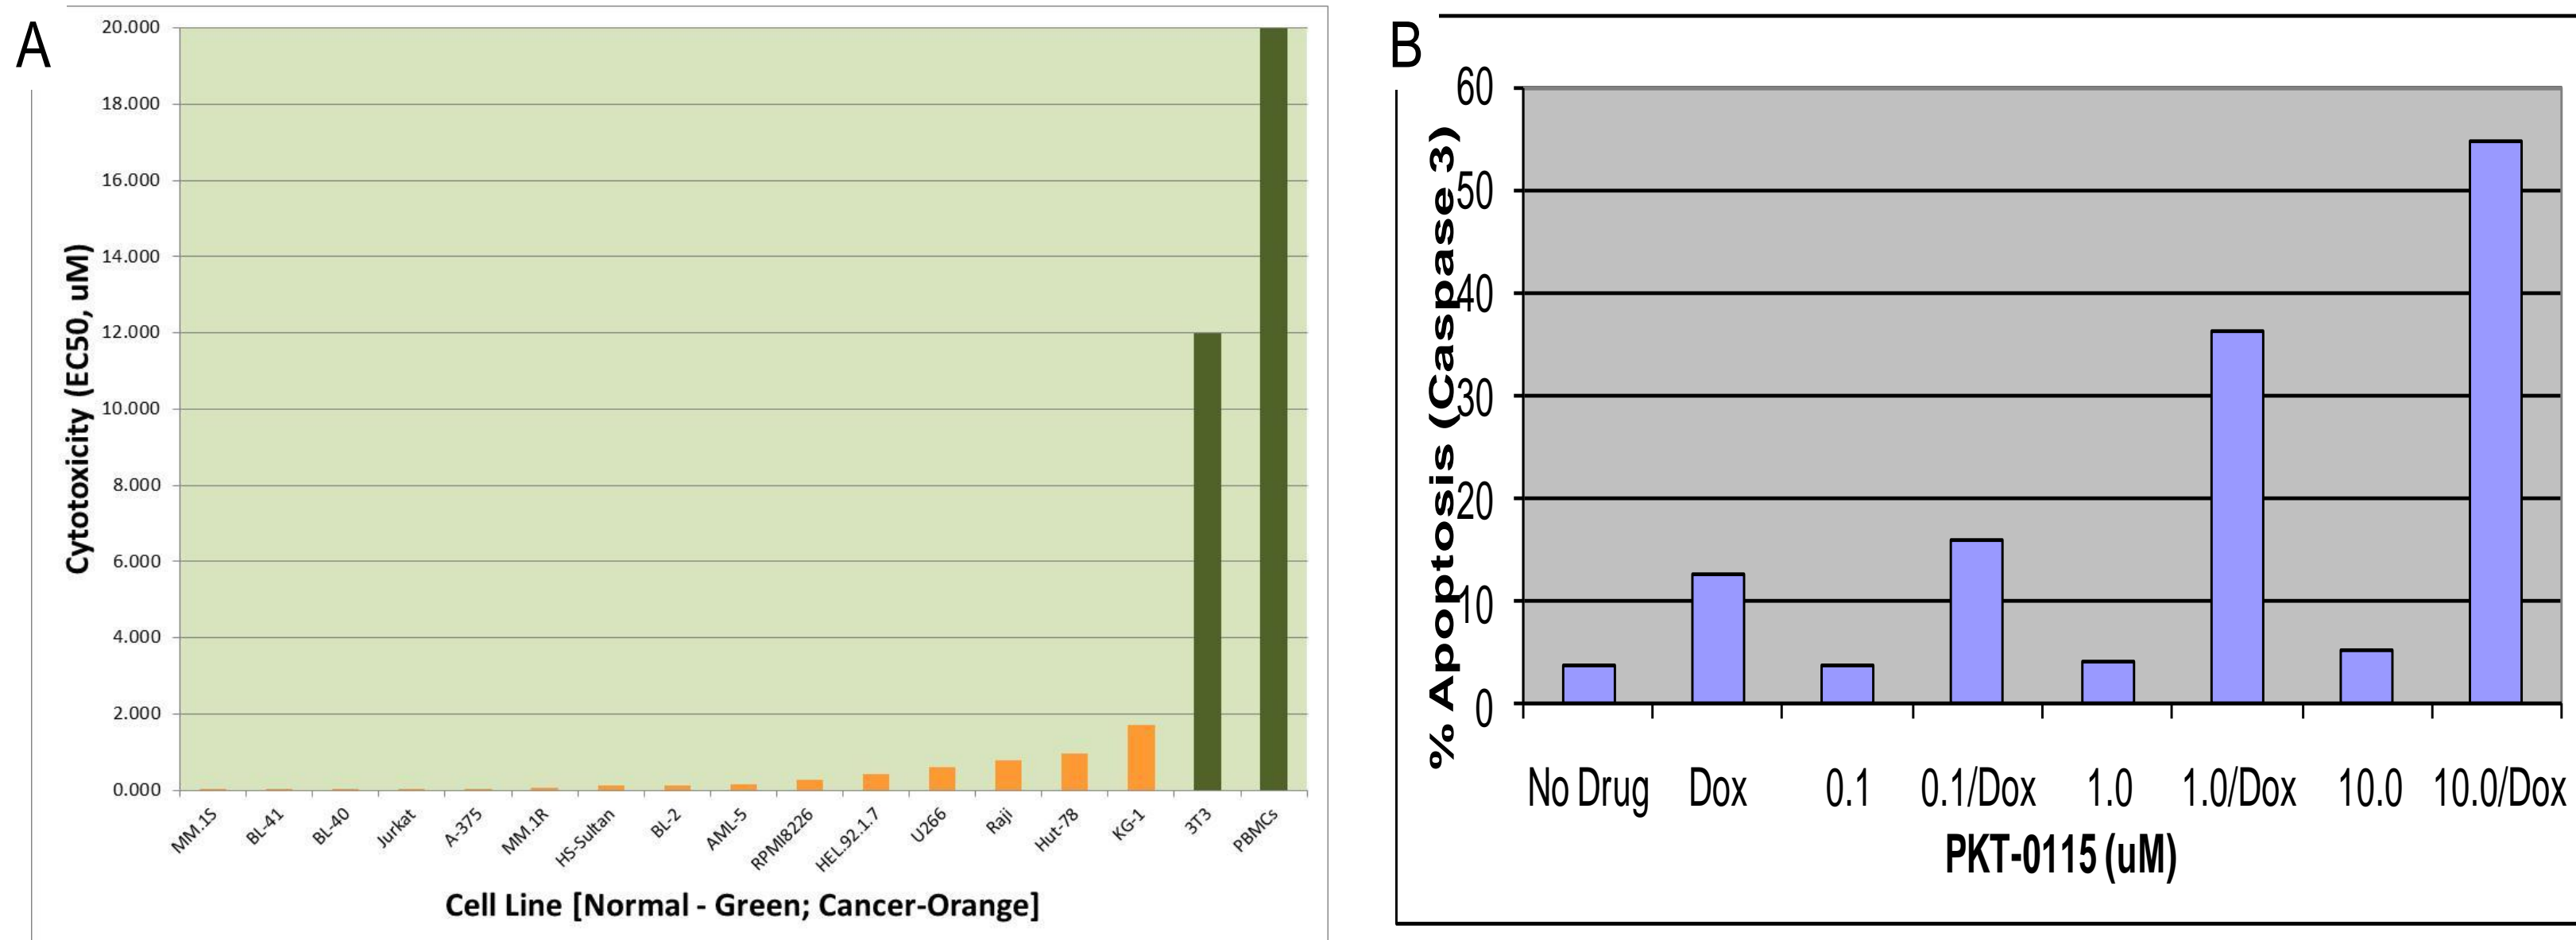 A
20.000
18.000
16.000
14.000
12.000
10.000
8.000
6.000
4.000
2.000
0.000
Cytotoxicity (EC50, uM)
MM.1S
BL-41
BL-40
Jurkat
A-375
MM.1R
HS-Sultan
BL-2
AML-5
RPMI8226
HEL.92.1.7
U266
Raji
Hut-78
KG-1
3T3
PBMCs
Cell Line [Normal - Green; Cancer-Orange]
B
60
50
40
30
20
10
0
% Apoptosis (Caspase 3)
No Drug
Dox
0.1
0.1/Dox
1.0
1.0/Dox
10.0
10.0/Dox
PKT-0115 (uM)